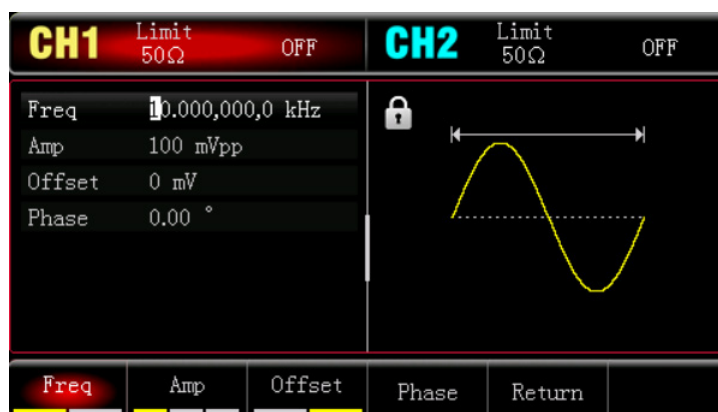 CH1 Limit 50Ω OFF
CH2 Limit 50Ω OFF
Freq 10.000,000,0 kHz
Amp 100 mVpp
Offset 0 mV
Phase 0.00 °
Freq Amp Offset Phase Return